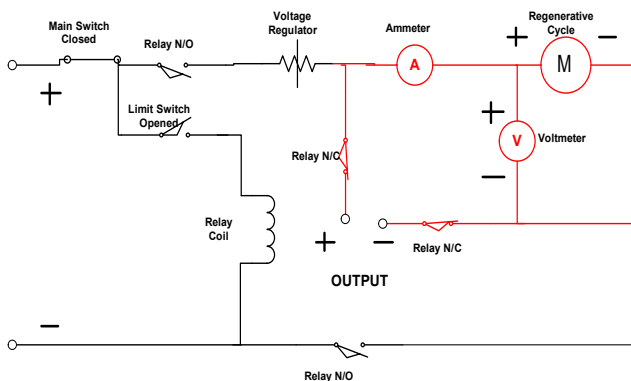 Main Switch
Closed
Relay N/O
Voltage
Regulator
Ammeter
Regenerative
Cycle
+
A
+
M
−
Limit Switch
Opened
Relay N/C
+
V
Voltmeter
−
Relay
Coil
+
−
Relay N/C
OUTPUT
−
Relay N/O